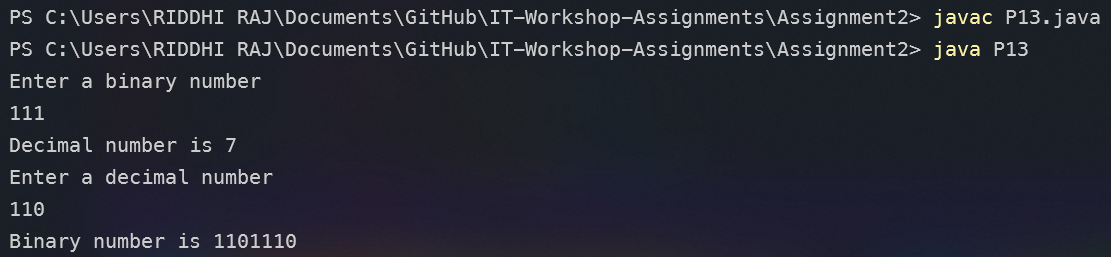 PS C:\Users\RIDDHI RAJ\Documents\GitHub\IT-Workshop-Assignments\Assignment2> javac P13.java
PS C:\Users\RIDDHI RAJ\Documents\GitHub\IT-Workshop-Assignments\Assignment2> java P13
Enter a binary number
111
Decimal number is 7
Enter a decimal number
110
Binary number is 1101110